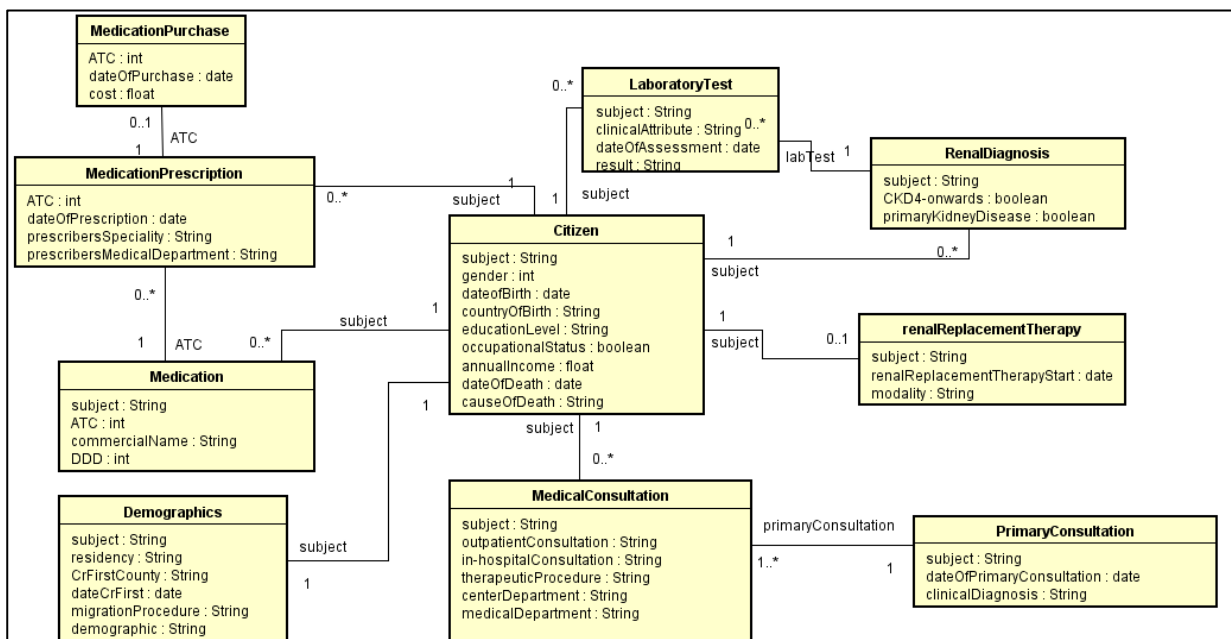 MedicationPurchase
ATC : int
dateOfPurchase : date
cost : float
0..1
ATC
1
MedicationPrescription
ATC : int
dateOfPrescription : date
prescribersSpeciality : String
prescribersMedicalDepartment : String
0..*
subject
1
0..*
1
ATC
Medication
subject : String
ATC : int
commercialName : String
DDD : int
0..*
subject
1
LaboratoryTest
subject : String
clinicalAttribute : String
dateOfAssessment : date
result : String
0..*
subject
1
0..*
labTest
1
RenalDiagnosis
subject : String
CKD4-onwards : boolean
primaryKidneyDisease : boolean
0..*
1
subject
Citizen
subject : String
gender : int
dateofBirth : date
countryOfBirth : String
educationLevel : String
occupationalStatus : boolean
annualIncome : float
dateOfDeath : date
causeOfDeath : String
1
subject
0..1
renalReplacementTherapy
subject : String
renalReplacementTherapyStart : date
modality : String
Demographics
subject : String
residency : String
CrFirstCounty : String
dateCrFirst : date
migrationProcedure : String
demographic : String
subject
1
1
subject
1
0..*
MedicalConsultation
subject : String
outpatientConsultation : String
in-hospitalConsultation : String
therapeuticProcedure : String
centerDepartment : String
medicalDepartment : String
primaryConsultation
1..*
1
PrimaryConsultation
subject : String
dateOfPrimaryConsultation : date
clinicalDiagnosis : String